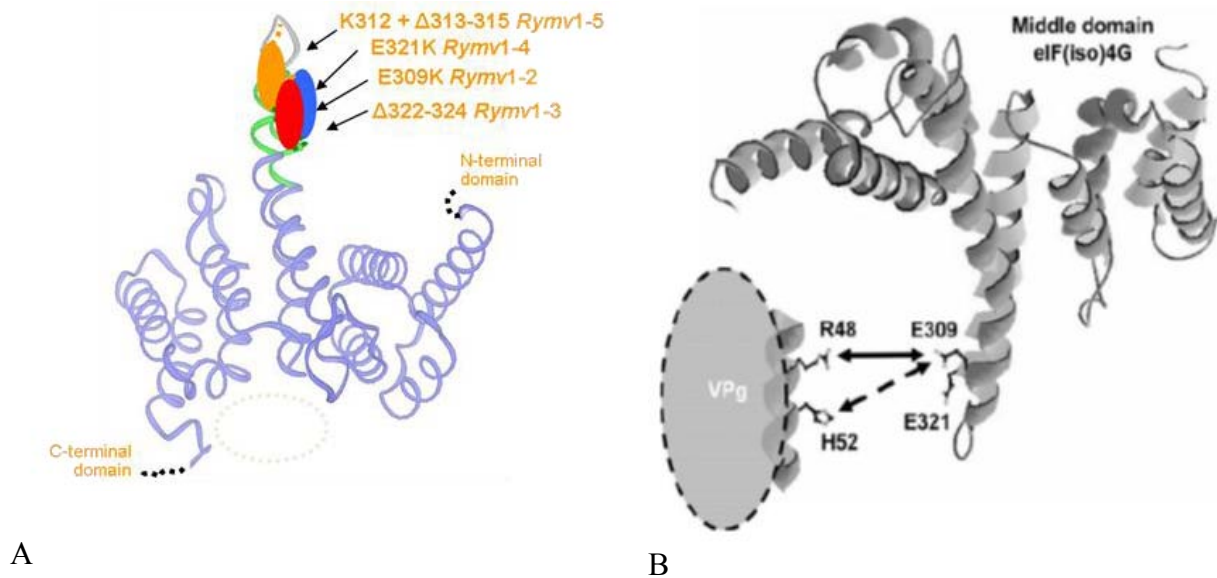 K312 + Δ313-315 Rymv1-5
E321K Rymv1-4
E309K Rymv1-2
Δ322-324 Rymv1-3
N-terminal
domain
C-terminal
domain
A
Middle domain
eIF(iso)4G
R48
E309
VPg
E321
H52
B